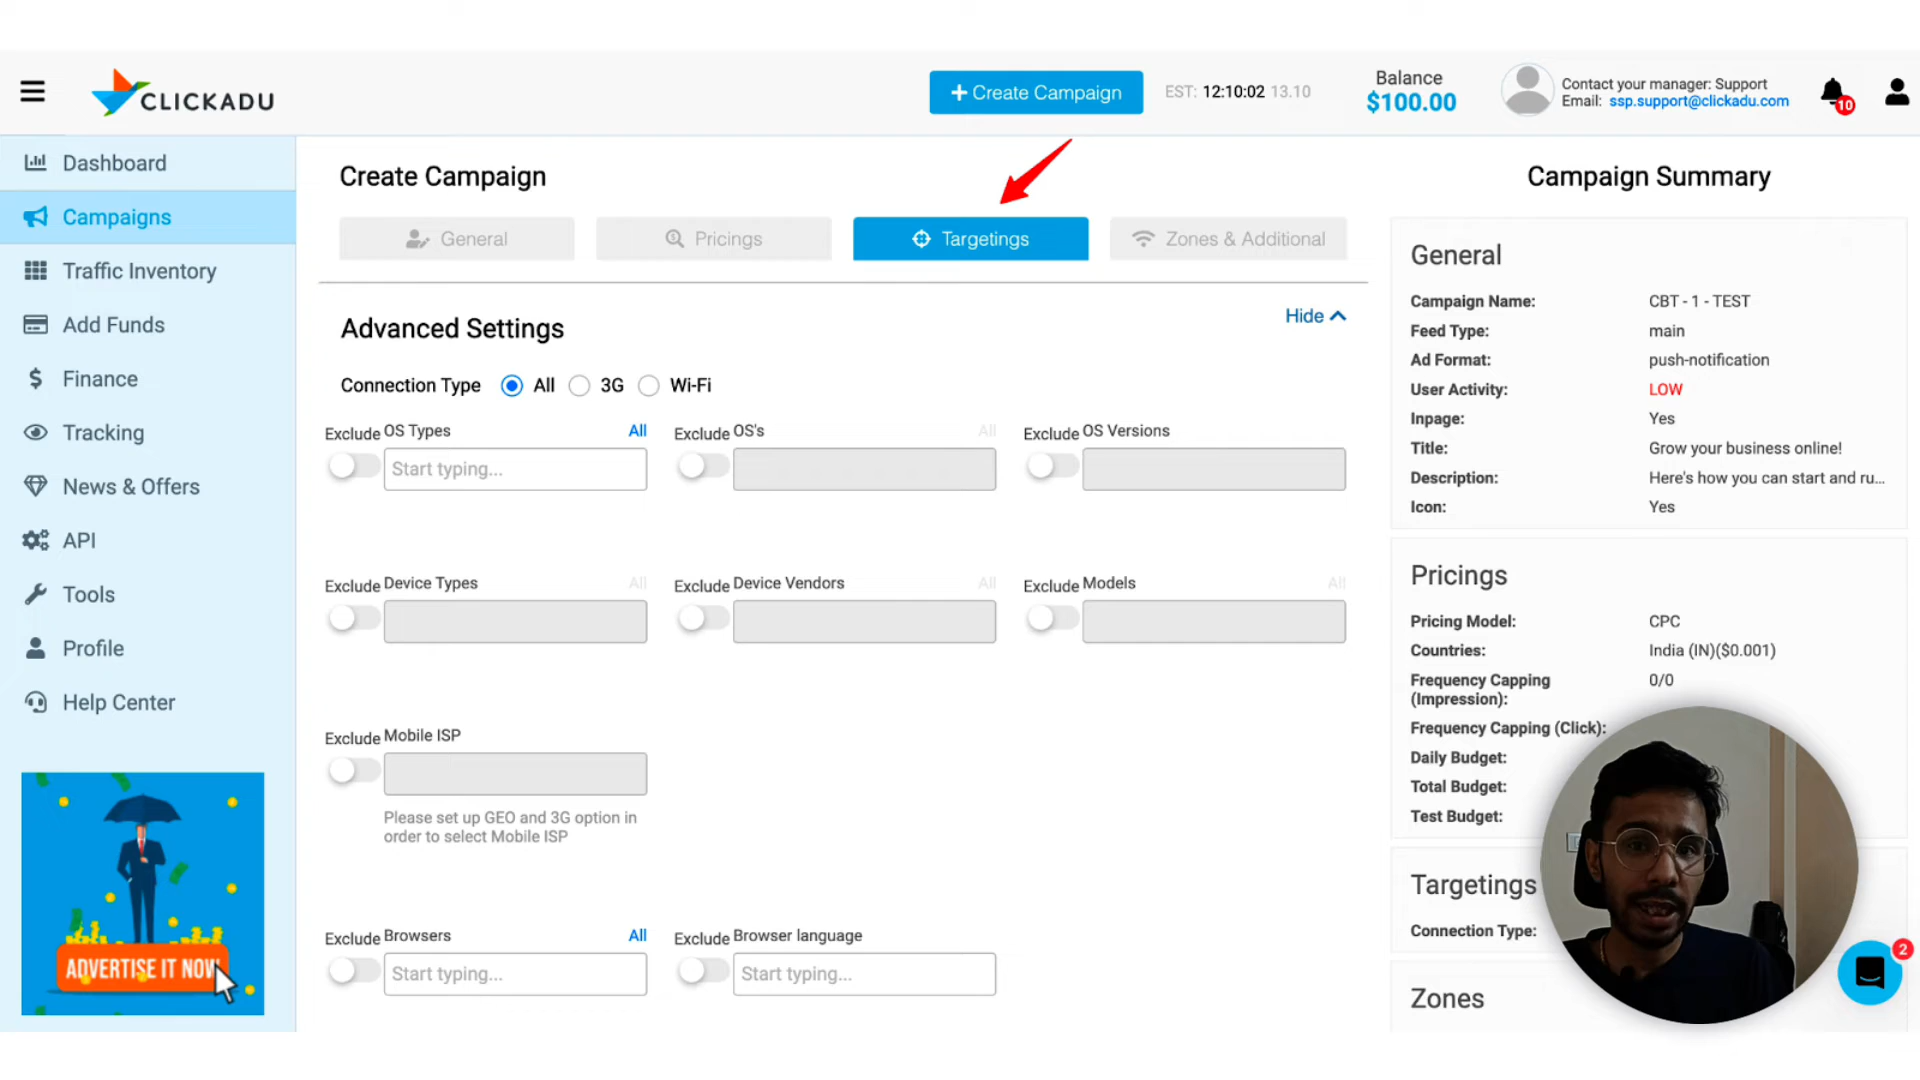 CLICKADU
+ Create Campaign
EST: 12:10:02 13.10
Balance
$100.00
Contact your manager: Support
Email: ssp.support@clickadu.com
10
Dashboard
Campaigns
Traffic Inventory
Add Funds
Finance
Tracking
News & Offers
API
Tools
Profile
Help Center
ADVERTISE IT NOW
Create Campaign
General
Pricings
Targetings
Zones & Additional
Advanced Settings
Hide
Connection Type All 3G Wi-Fi
Exclude OS Types All
Start typing...
Exclude OS's All
Exclude OS Versions
Exclude Device Types All
Exclude Device Vendors All
Exclude Models All
Exclude Mobile ISP
Please set up GEO and 3G option in
order to select Mobile ISP
Exclude Browsers All
Start typing...
Exclude Browser language
Start typing...
Campaign Summary
General
Campaign Name: CBT - 1 - TEST
Feed Type: main
Ad Format: push-notification
User Activity: LOW
Inpage: Yes
Title: Grow your business online!
Description: Here's how you can start and ru...
Icon: Yes
Pricings
Pricing Model: CPC
Countries: India (IN)($0.001)
Frequency Capping 0/0
(Impression):
Frequency Capping (Click):
Daily Budget:
Total Budget:
Test Budget:
Targetings
Connection Type:
Zones
2